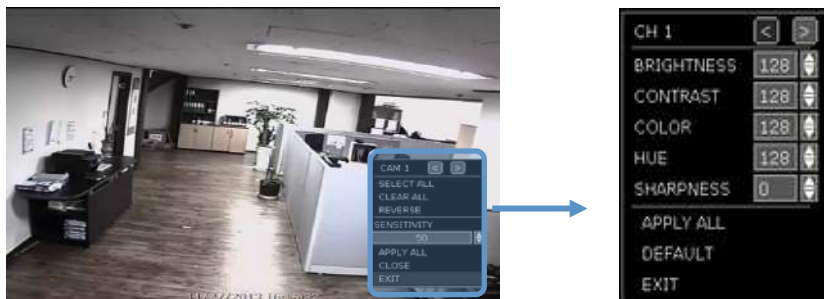 CAM 1 < >
SELECT ALL
CLEAR ALL
REVERSE
SENSITIVITY
50
APPLY ALL
CLOSE
EXIT
CH 1 < >
BRIGHTNESS 128
CONTRAST 128
COLOR 128
HUE 128
SHARPNESS 0
APPLY ALL
DEFAULT
EXIT